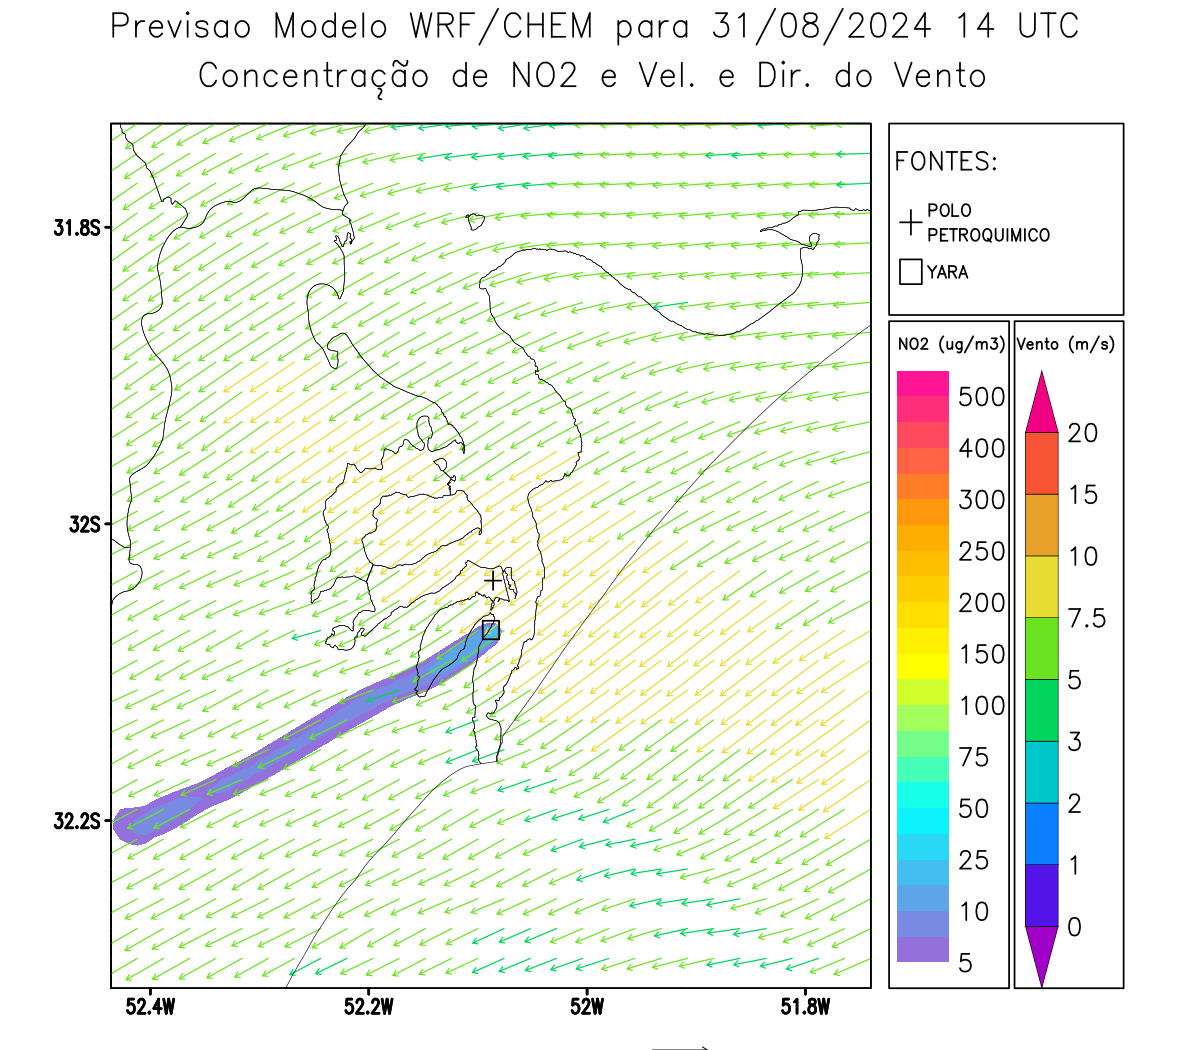 Previsao Modelo WRF/CHEM para 31/08/2024 14 UTC
Concentração de NO2 e Vel. e Dir. do Vento
FONTES:
POLO
PETROQUIMICO
YARA
31.8S
32S
32.2S
52.4W
52.2W
52W
51.8W
NO2 (ug/m3)
500
400
300
250
200
150
100
75
50
25
10
5
Vento (m/s)
20
15
10
7.5
5
3
2
1
0